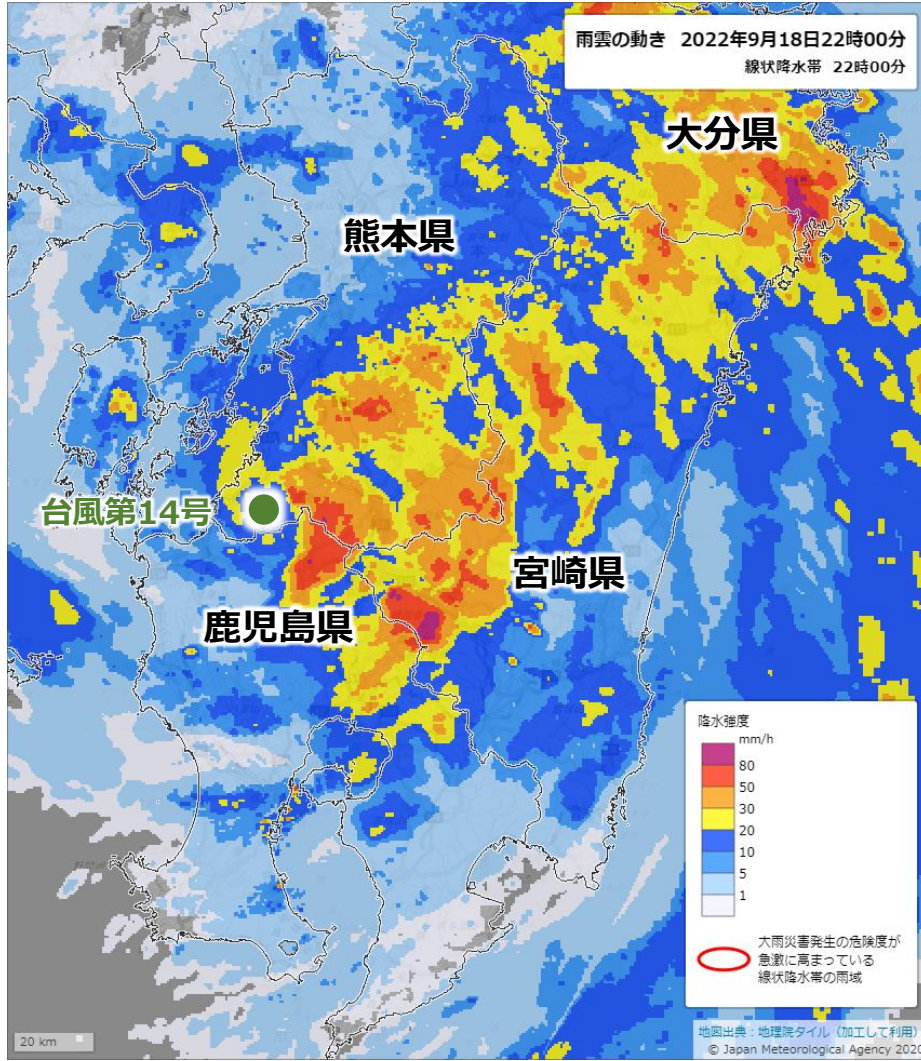 雨雲の動き 2022年9月18日22時00分
線状降水帯 22時00分
大分県
熊本県
台風第14号
宮崎県
鹿児島県
降水強度
mm/h
80
50
30
20
10
5
1
大雨災害発生の危険度が
急激に高まっている
線状降水帯の雨域
20 km
地図出典：地理院タイル（加工して利用）
© Japan Meteorological Agency 202